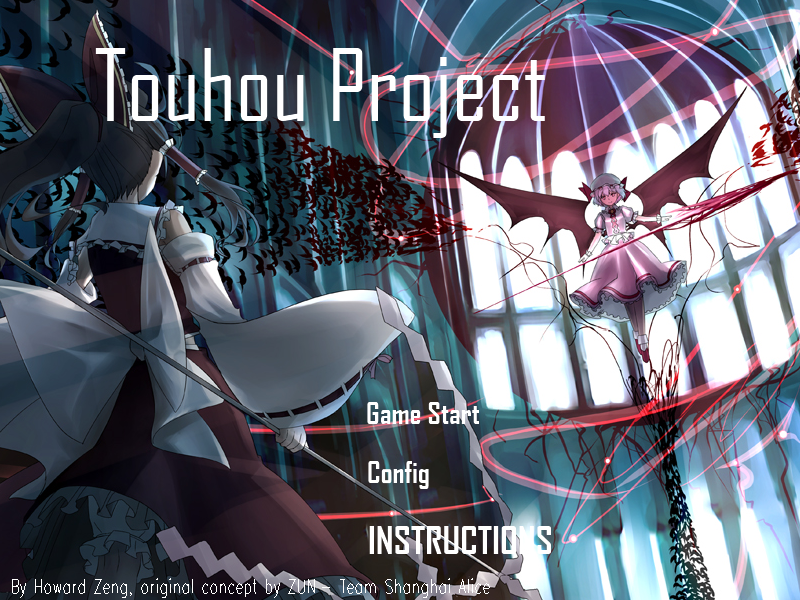 Touhou Project
Game Start
Config
INSTRUCTIONS
By Howard Zeng, original concept by ZUN - Team Shanghai Alice